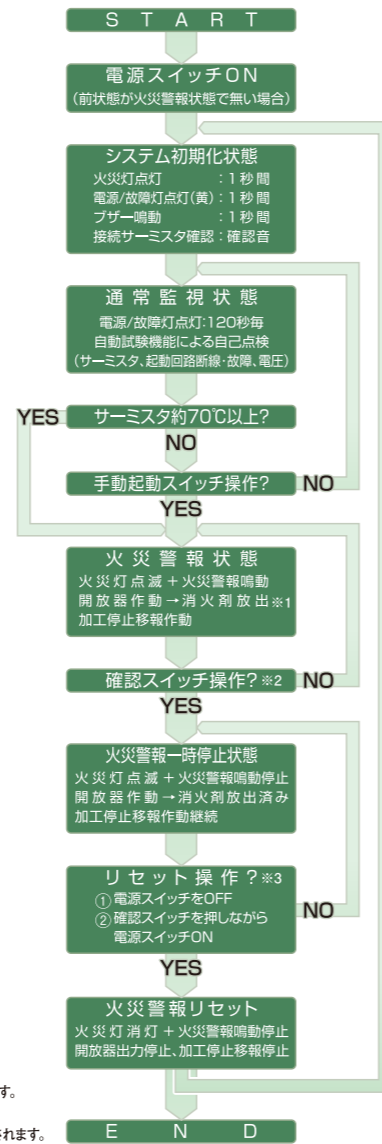 START
電源スイッチON
(前状態が火災警報状態で無い場合)
システム初期化状態
火災灯点灯　　　　：1秒間
電源/故障灯点灯(黄)：1秒間
ブザー鳴動　　　　：1秒間
接続サーミスタ確認：確認音
通常監視状態
電源/故障灯点灯：120秒毎
自動試験機能による自己点検
(サーミスタ、起動回路断線・故障、電圧)
YES
サーミスタ約70℃以上？
NO
手動起動スイッチ操作？
NO
YES
火災警報状態
火災灯点滅＋火災警報鳴動
開放器作動→消火剤放出※1
加工停止移報作動
確認スイッチ操作？※2
NO
YES
火災警報一時停止状態
火災灯点滅＋火災警報鳴動停止
開放器作動→消火剤放出済み
加工停止移報作動継続
リセット操作？※3
①電源スイッチをOFF
②確認スイッチを押しながら
電源スイッチON
NO
YES
火災警報リセット
火災灯消灯＋火災警報鳴動停止
開放器出力停止、加工停止移報停止
す。
されます。
END